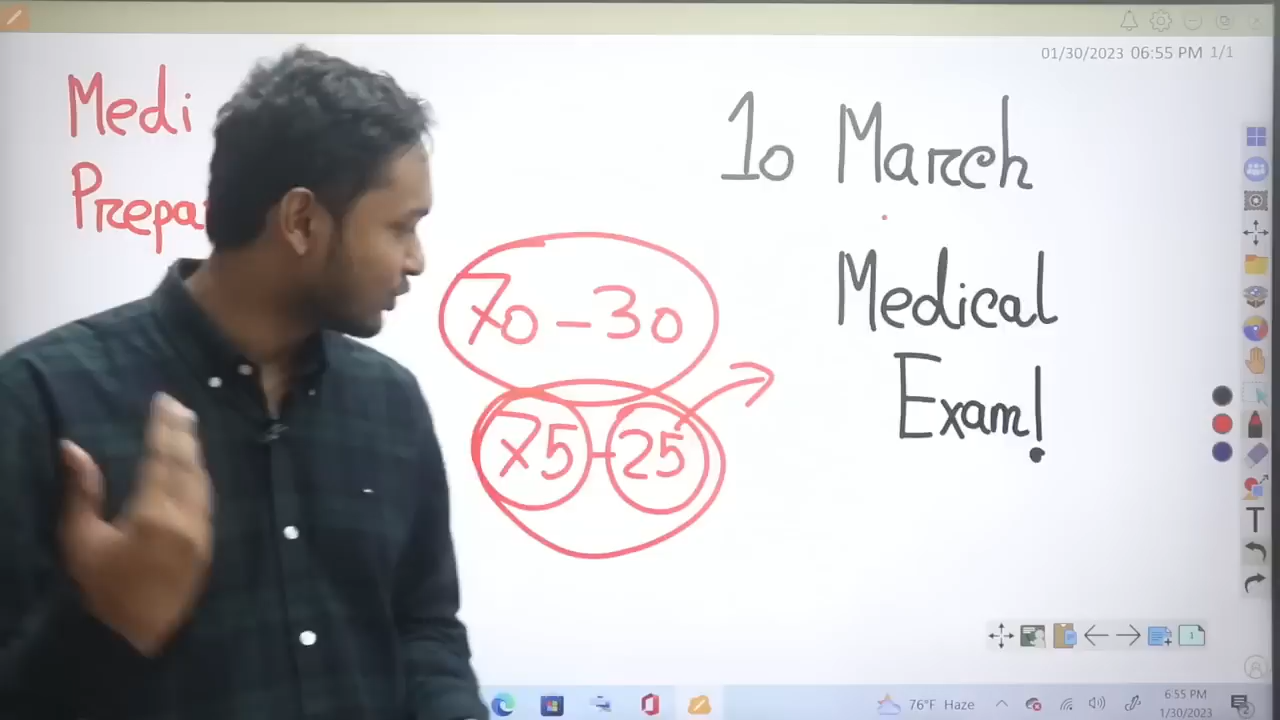 01/30/2023 06:55 PM 1/1
Medi
10 March
Prepa
70-30
Medical
Exam!
75-25
T
76°F Haze
6:55 PM
1/30/2023